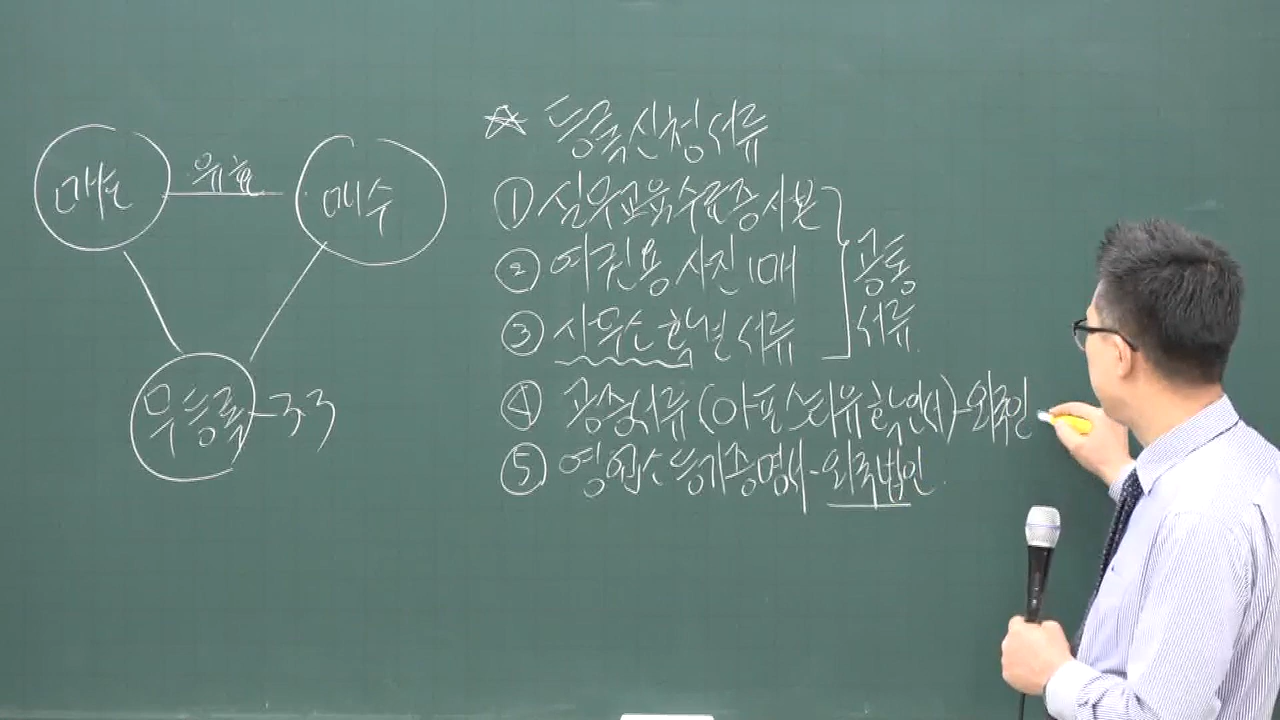 매도
유효
매수
무등록-33
☆ 등록신청서류
① 실무교육수료증사본
② 여권용 사진 1매
③ 사무소 확보 서류
공통
서류
④ 공증서류(아포스티유 확인서)-외국인
⑤ 영업소 등기증명서-외국법인